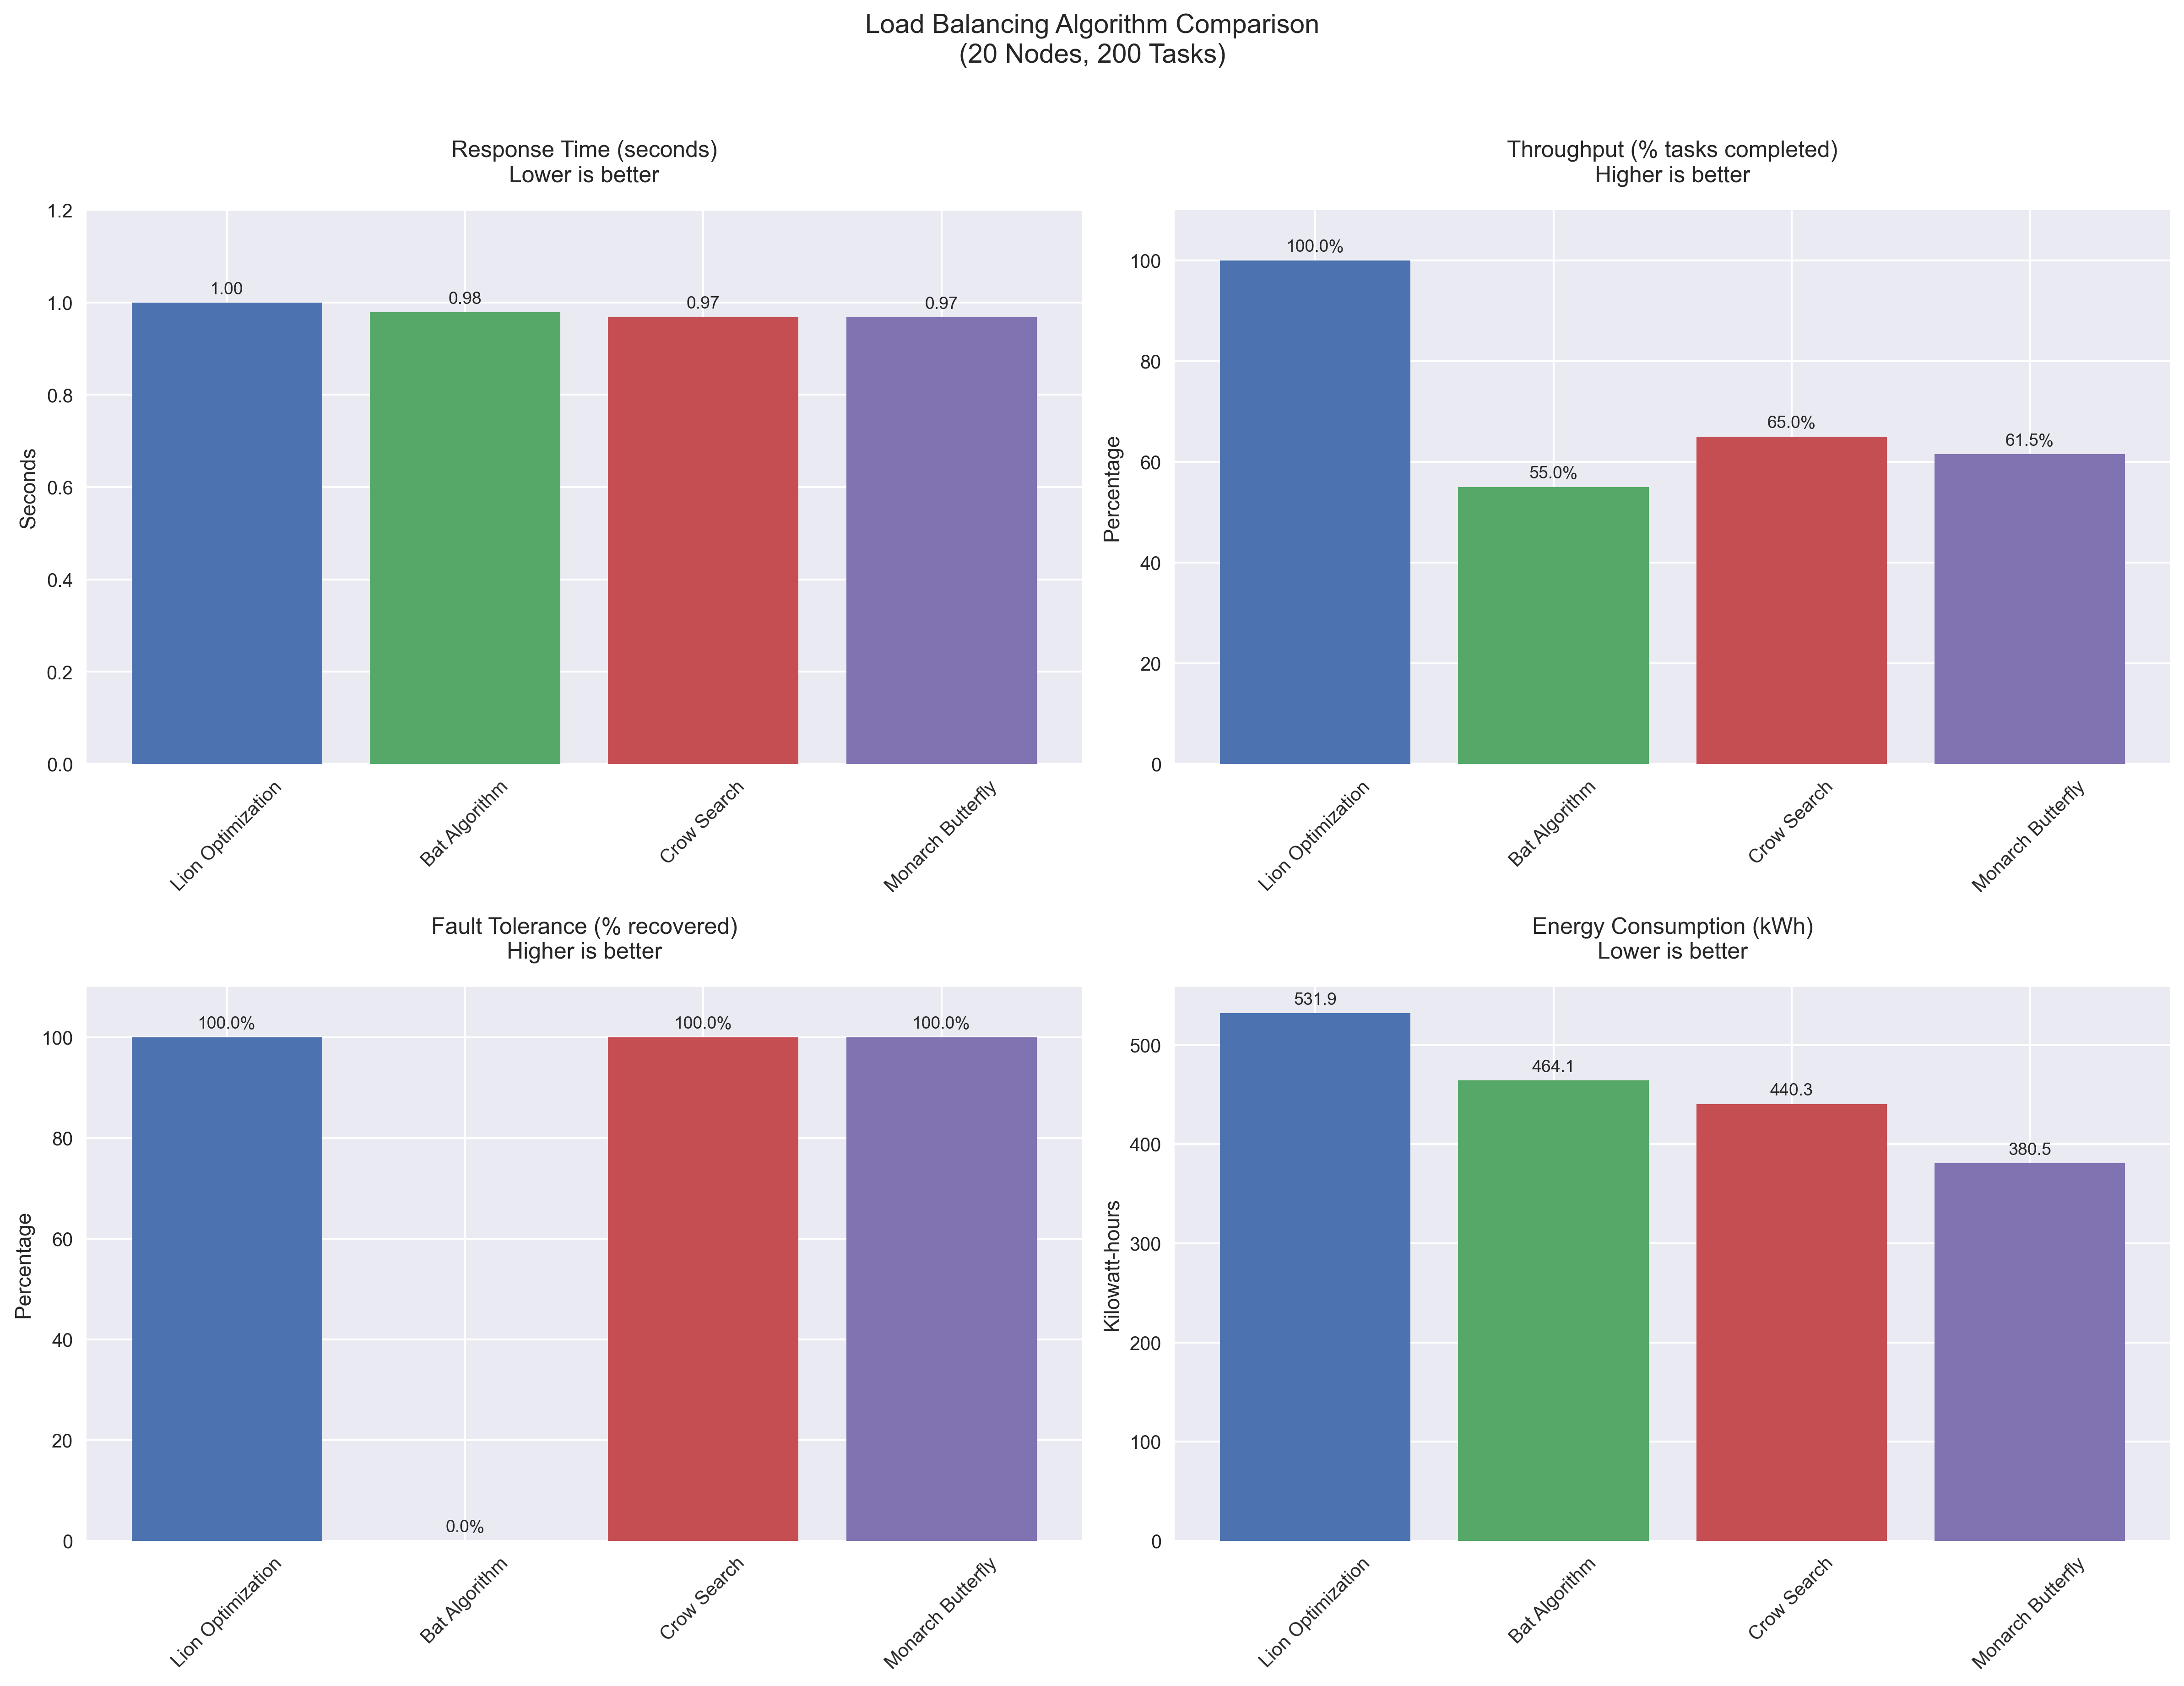 Load Balancing Algorithm Comparison
(20 Nodes, 200 Tasks)
Response Time (seconds)
Lower is better
1.2
1.0
0.8
0.6
0.4
0.2
0.0
Seconds
1.00
0.98
0.97
0.97
Lion Optimization
Bat Algorithm
Crow Search
Monarch Butterfly
Throughput (% tasks completed)
Higher is better
100
80
60
40
20
0
Percentage
100.0%
55.0%
65.0%
61.5%
Lion Optimization
Bat Algorithm
Crow Search
Monarch Butterfly
Fault Tolerance (% recovered)
Higher is better
100
80
60
40
20
0
Percentage
100.0%
0.0%
100.0%
100.0%
Lion Optimization
Bat Algorithm
Crow Search
Monarch Butterfly
Energy Consumption (kWh)
Lower is better
500
400
300
200
100
0
Kilowatt-hours
531.9
464.1
440.3
380.5
Lion Optimization
Bat Algorithm
Crow Search
Monarch Butterfly